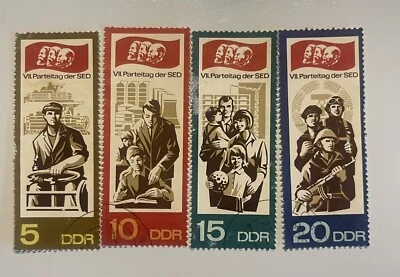 VII. Parteitag der SED
5 DDR
VII. Parteitag der SED
10 DDR
VII. Parteitag der SED
15 DDR
VII. Parteitag der SED
20 DDR